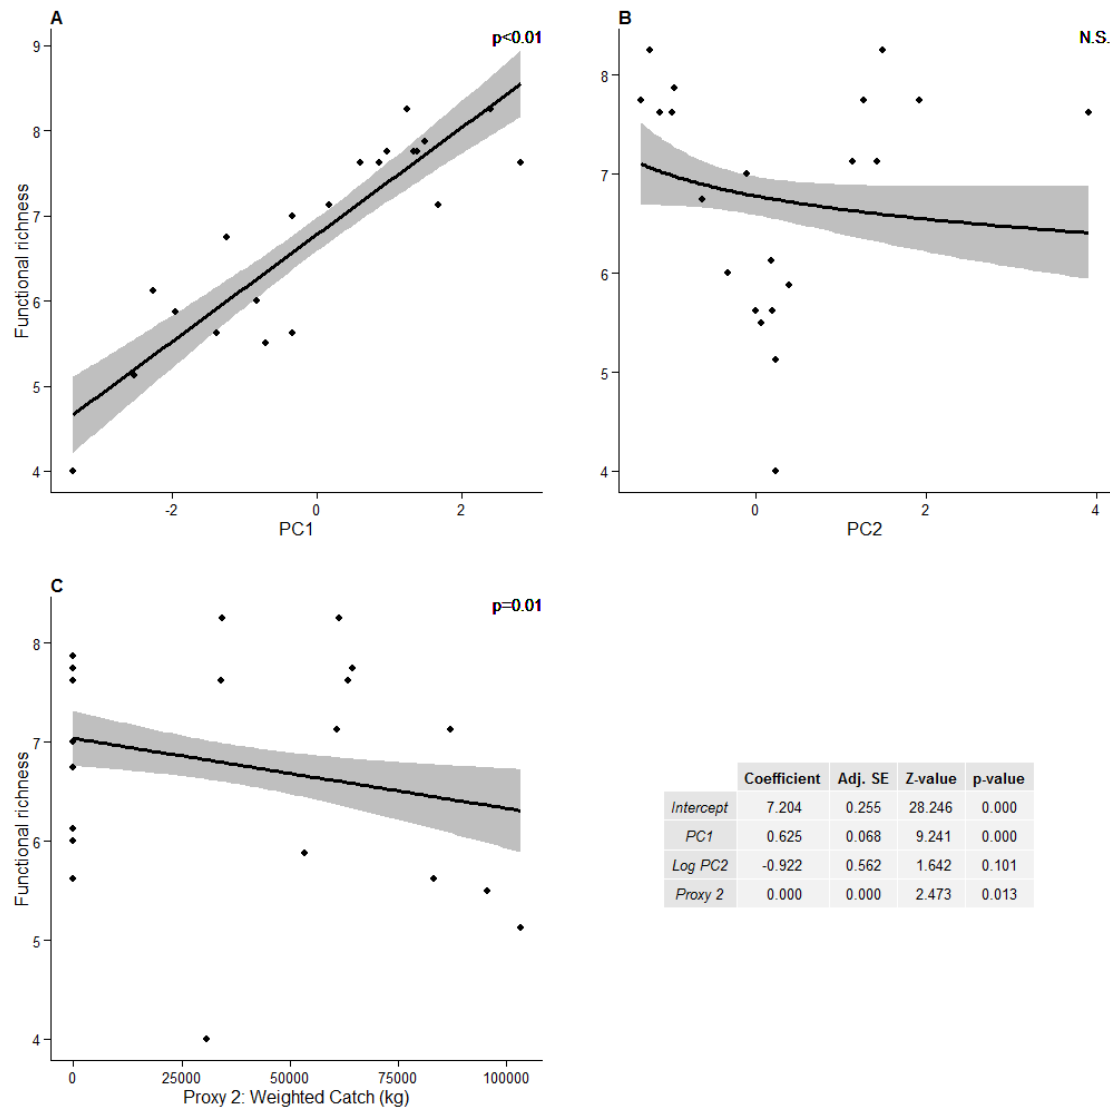 A
p<0.01
9
8
7
6
5
4
Functional richness
-2
0
2
PC1
B
N.S.
8
7
6
5
4
0
2
4
PC2
C
p=0.01
8
7
6
5
4
Functional richness
0
25000
50000
75000
100000
Proxy 2: Weighted Catch (kg)
Coefficient Adj. SE Z-value p-value
Intercept 7.204 0.255 28.246 0.000
PC1 0.625 0.068 9.241 0.000
Log PC2 -0.922 0.562 1.642 0.101
Proxy 2 0.000 0.000 2.473 0.013